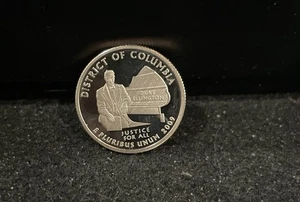 DISTRICT OF COLUMBIA
DUKE
ELLINGTON
JUSTICE
FOR ALL
E PLURIBUS UNUM 2009